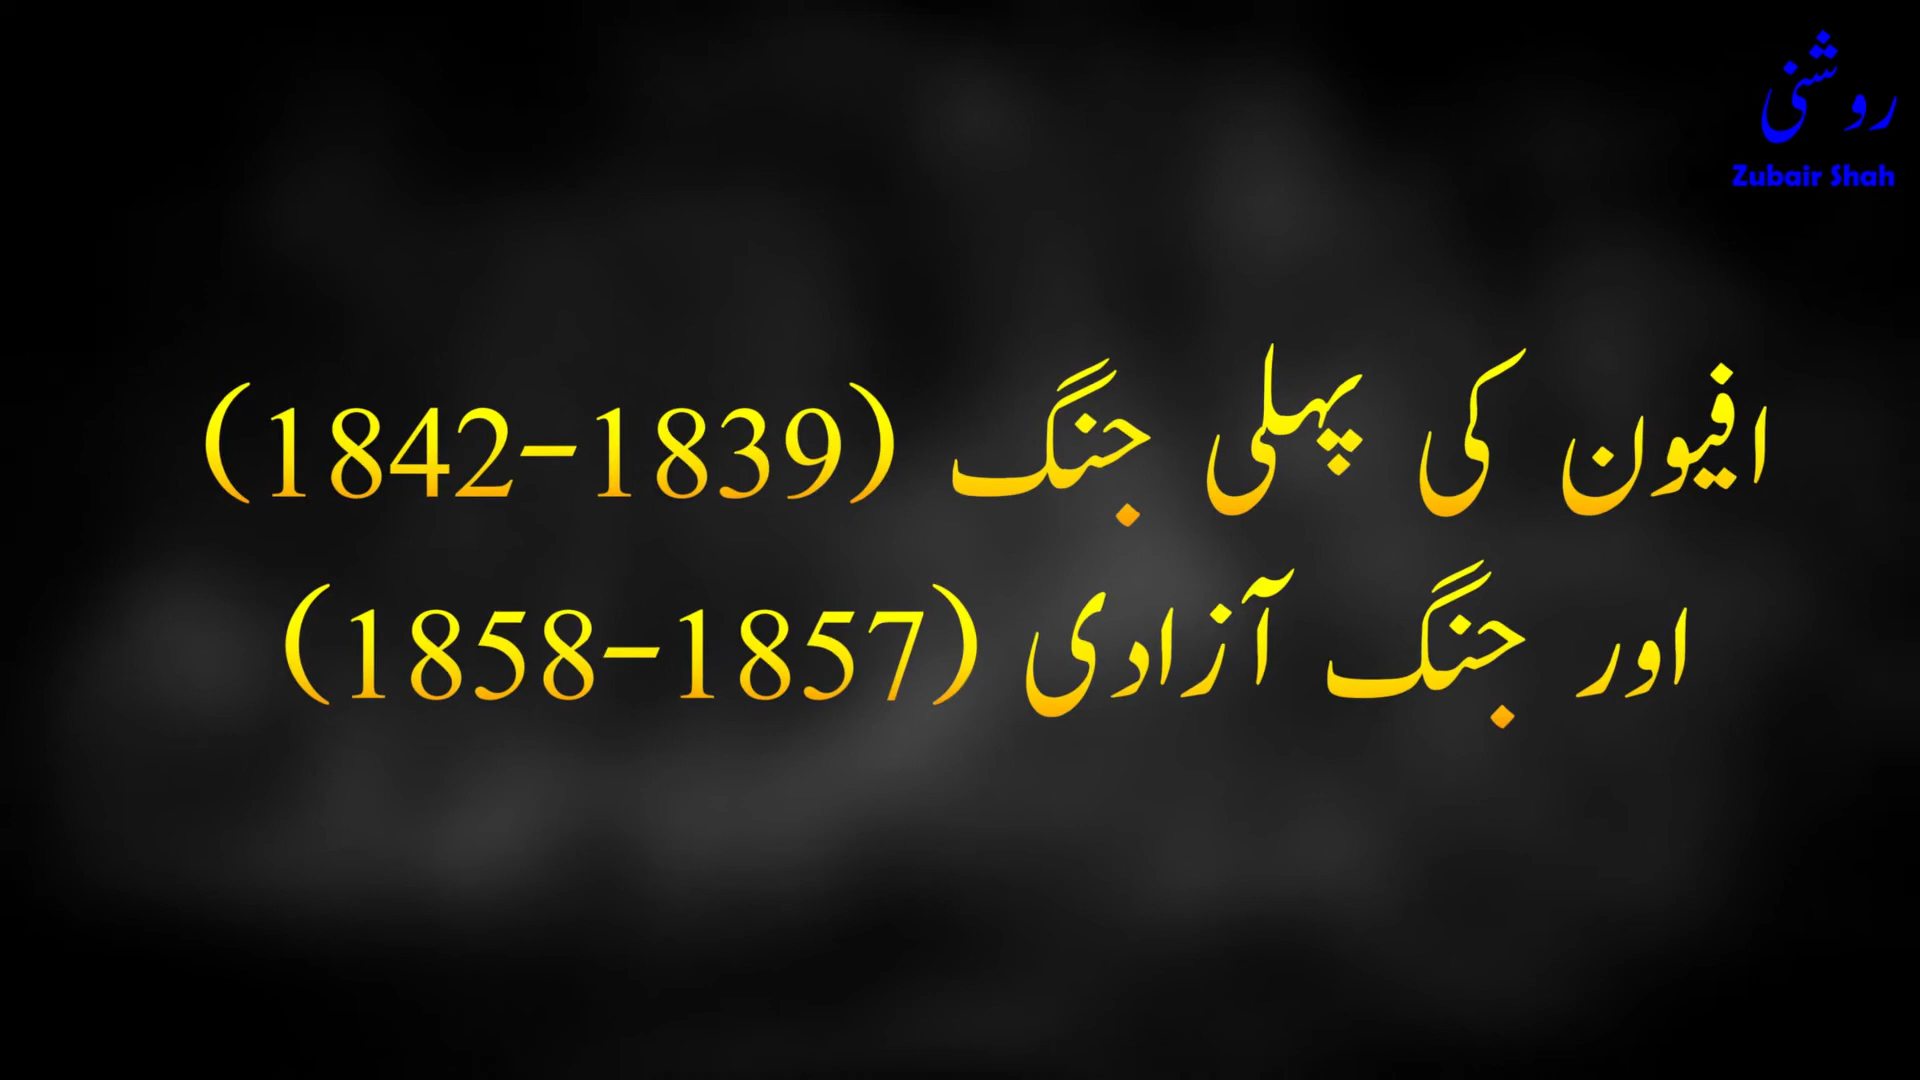 روشنی
Zubair Shah
افیون کی پہلی جنگ (1839-1842)
اور جنگ آزادی (1857-1858)